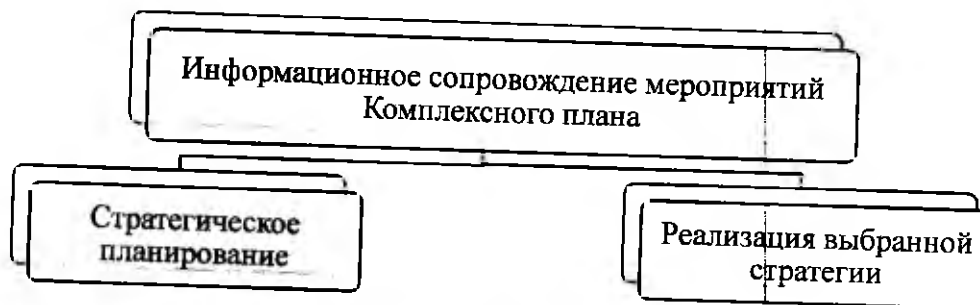 Информационное сопровождение мероприятий
Комплексного плана
Стратегическое
планирование
Реализация выбранной
стратегии